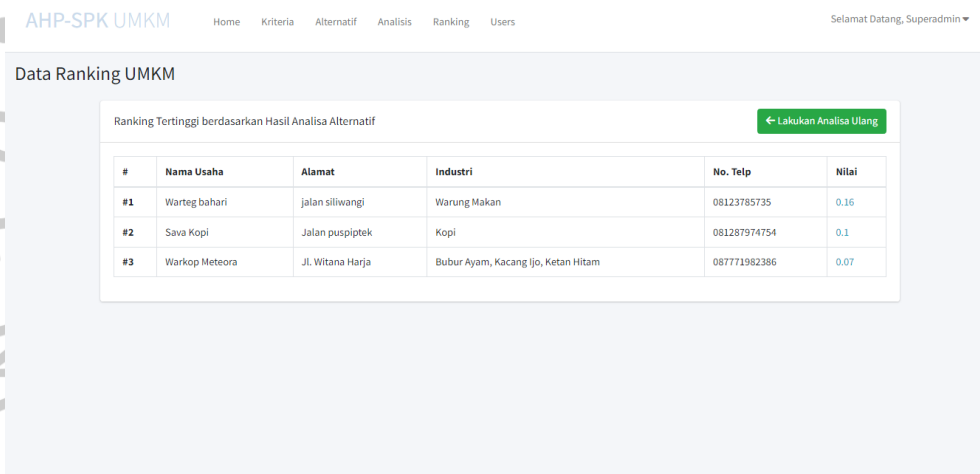 AHP-SPK UMKM Home Kriteria Alternatif Analisis Ranking Users Selamat Datang, Superadmin
Data Ranking UMKM
Ranking Tertinggi berdasarkan Hasil Analisa Alternatif ← Lakukan Analisa Ulang
# Nama Usaha Alamat Industri No. Telp Nilai
#1 Warteg bahari jalan siliwangi Warung Makan 08123785735 0.16
#2 Sava Kopi Jalan puspiptek Kopi 081287974754 0.1
#3 Warkop Meteora Jl. Witana Harja Bubur Ayam, Kacang Ijo, Ketan Hitam 087771982386 0.07